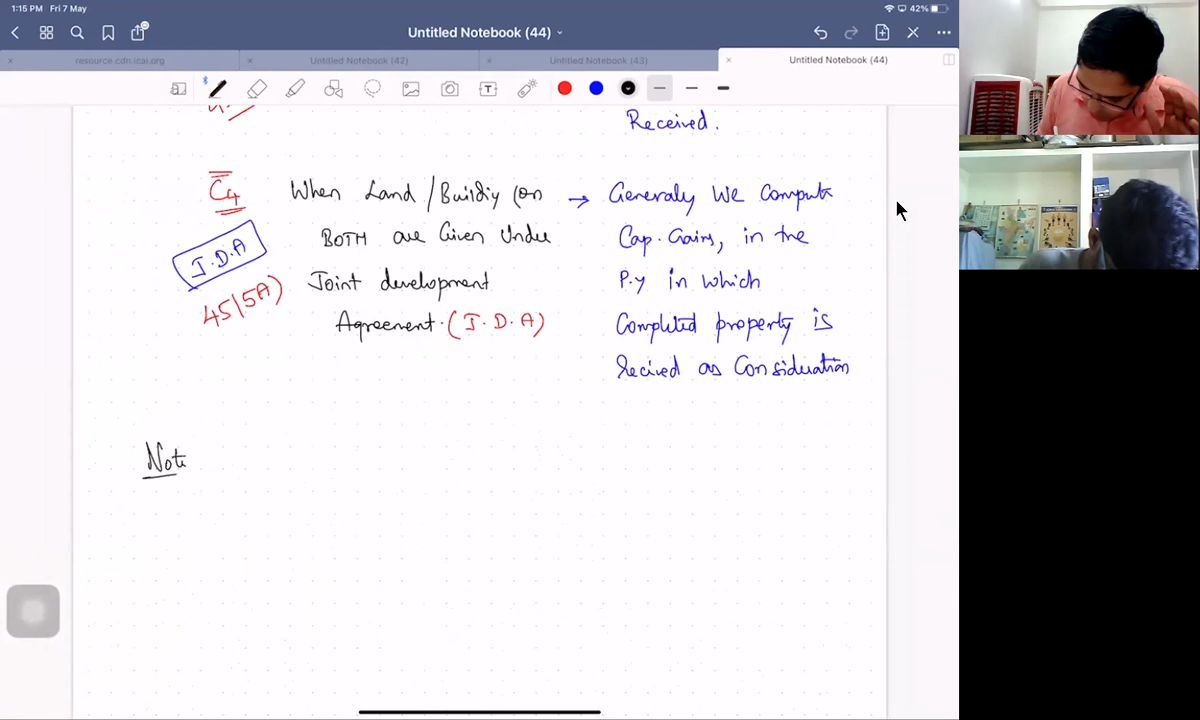 1:15 PM Fri 7 May
42%
Untitled Notebook (44)
resource.cdn.icai.org
Untitled Notebook (42)
Untitled Notebook (43)
Untitled Notebook (44)
Received.
C4 When Land/Buildiy (or → Generaly We Compute
BOTH are Given Under Cap. Gains, in the
J.D.A
Joint development P.y in which
45(5A)
Agreement. (J.D.A) Completed property is
Recived as Consideration
Note